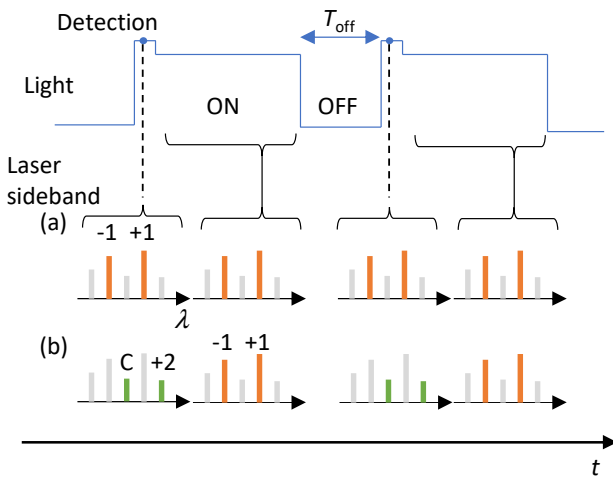 Detection
T_off
Light
ON
OFF
Laser
sideband
(a)
-1 +1
λ
(b)
C +2
-1 +1
t